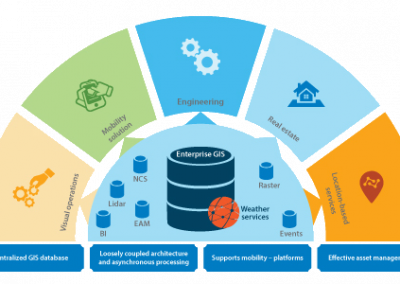 Engineering
Mobility
solution
Real estate
Visual operations
Location-based
services
Enterprise GIS
NCS
Raster
Lidar
Weather
services
EAM
BI
Events
ntralized GIS database
Loosely coupled architecture
and asynchronous processing
Supports mobility – platforms
Effective asset manager